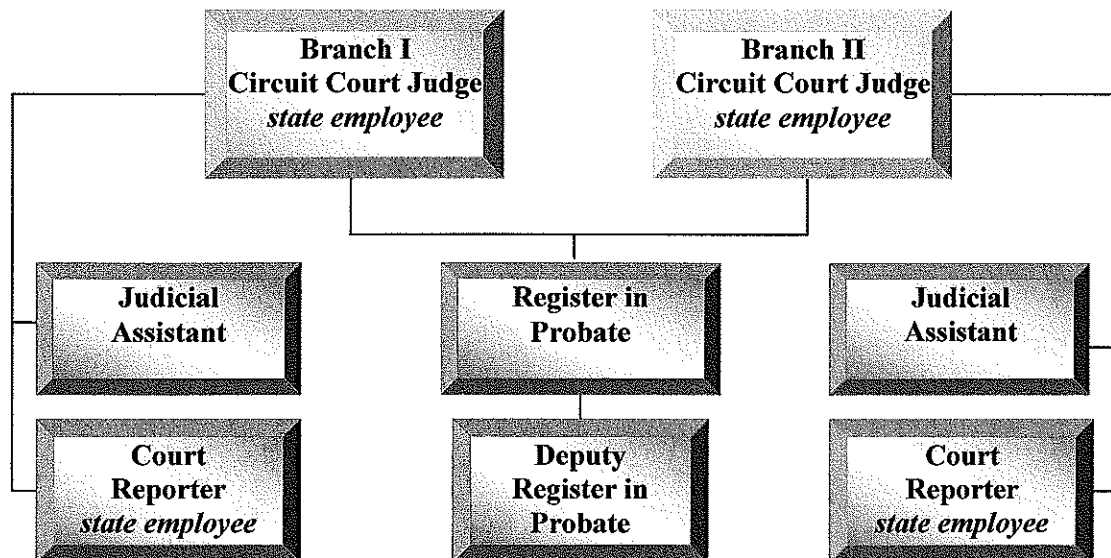 Branch I
Circuit Court Judge
state employee
Branch II
Circuit Court Judge
state employee
Judicial
Assistant
Register in
Probate
Judicial
Assistant
Court
Reporter
state employee
Deputy
Register in
Probate
Court
Reporter
state employee